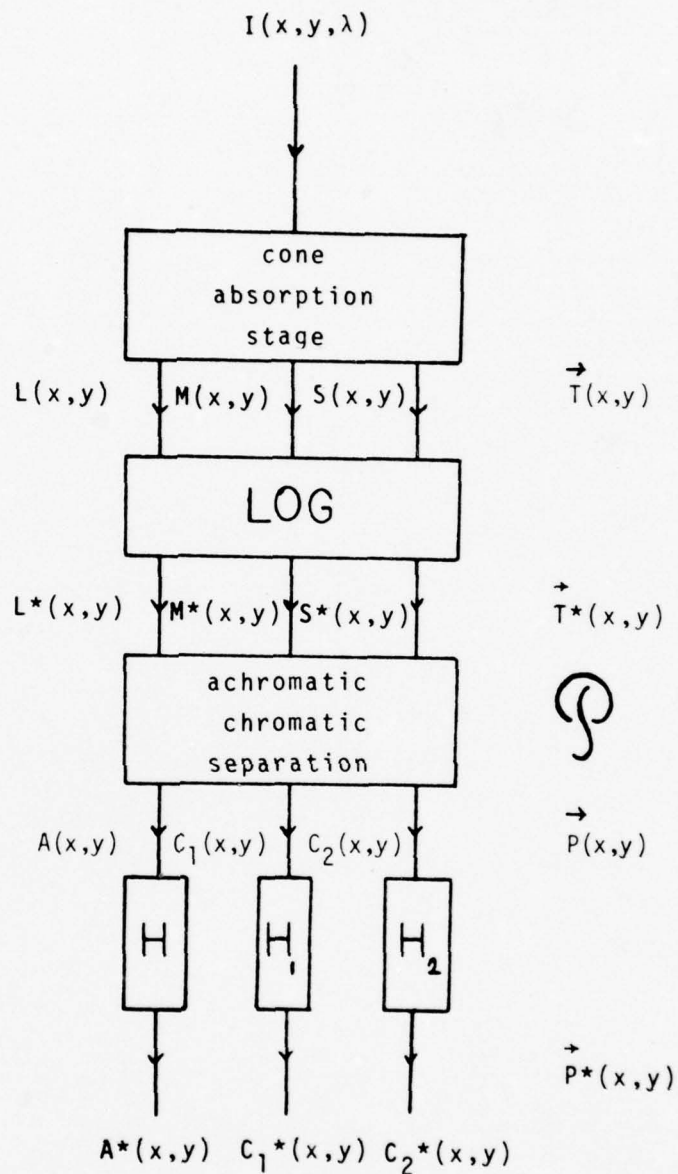 I(x,y,λ)
cone
absorption
stage
L(x,y) M(x,y) S(x,y) T⃗(x,y)
LOG
L*(x,y) M*(x,y) S*(x,y) T⃗*(x,y)
achromatic
chromatic
separation
P
A(x,y) C₁(x,y) C₂(x,y) P⃗(x,y)
H H₁ H₂
P⃗*(x,y)
A*(x,y) C₁*(x,y) C₂*(x,y)